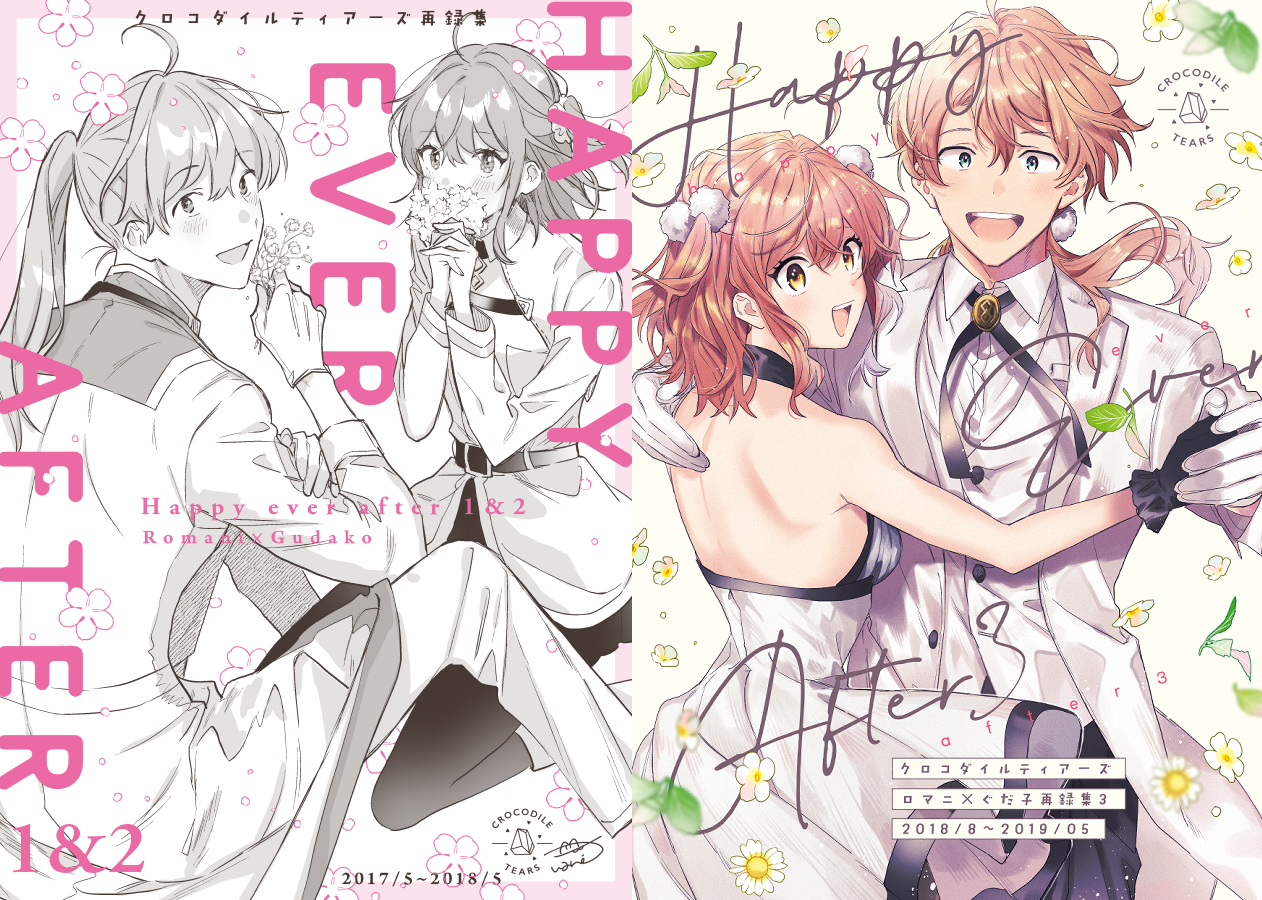 クロコダイルティアーズ再録集
HAPPY
EVER
AFTER
1&2
Happy ever after 1&2
Romani×Gudako
CROCODILE
TEARS
2017/5~2018/5
Happy
happy
CROCODILE
TEARS
Ever
ever
After 3
after 3
クロコダイルティアーズ
ロマニ×ぐだ子再録集3
2018/8～2019/05